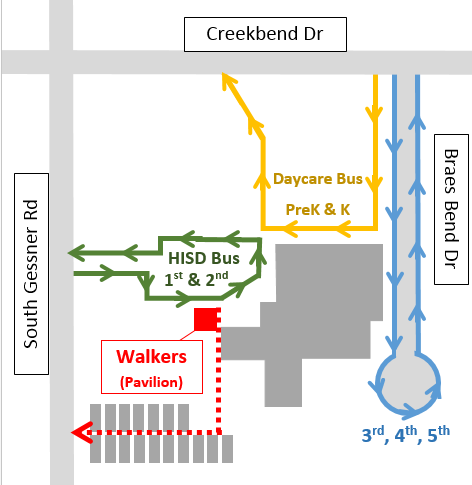 Creekbend Dr
Daycare Bus
PreK & K
Braes Bend Dr
South Gessner Rd
HISD Bus
1st & 2nd
Walkers
(Pavilion)
3rd, 4th, 5th